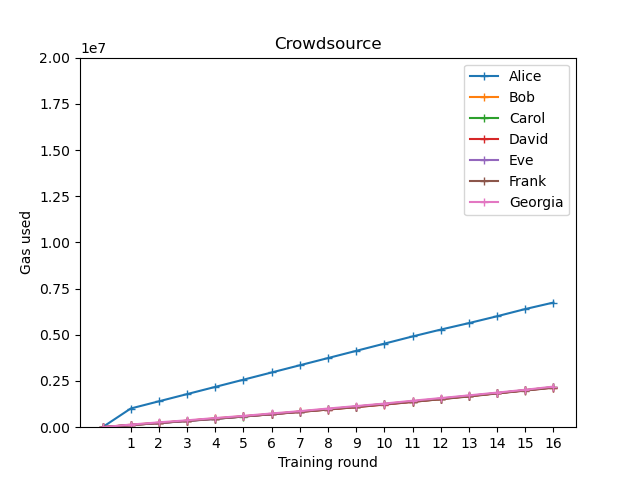 Crowdsource
1e7
2.00
1.75
1.50
1.25
1.00
0.75
0.50
0.25
0.00
Gas used
Alice
Bob
Carol
David
Eve
Frank
Georgia
1 2 3 4 5 6 7 8 9 10 11 12 13 14 15 16
Training round